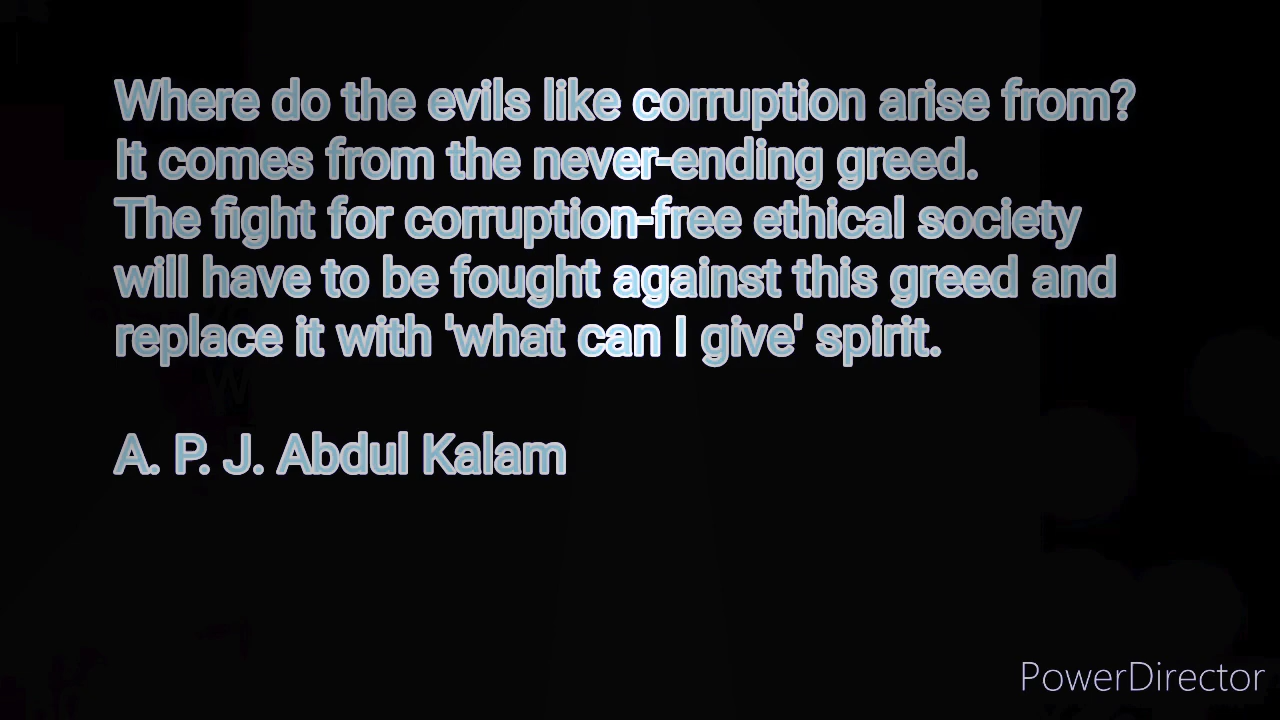 Where do the evils like corruption arise from?
It comes from the never-ending greed.
The fight for corruption-free ethical society
will have to be fought against this greed and
replace it with 'what can I give' spirit.
A. P. J. Abdul Kalam
PowerDirector